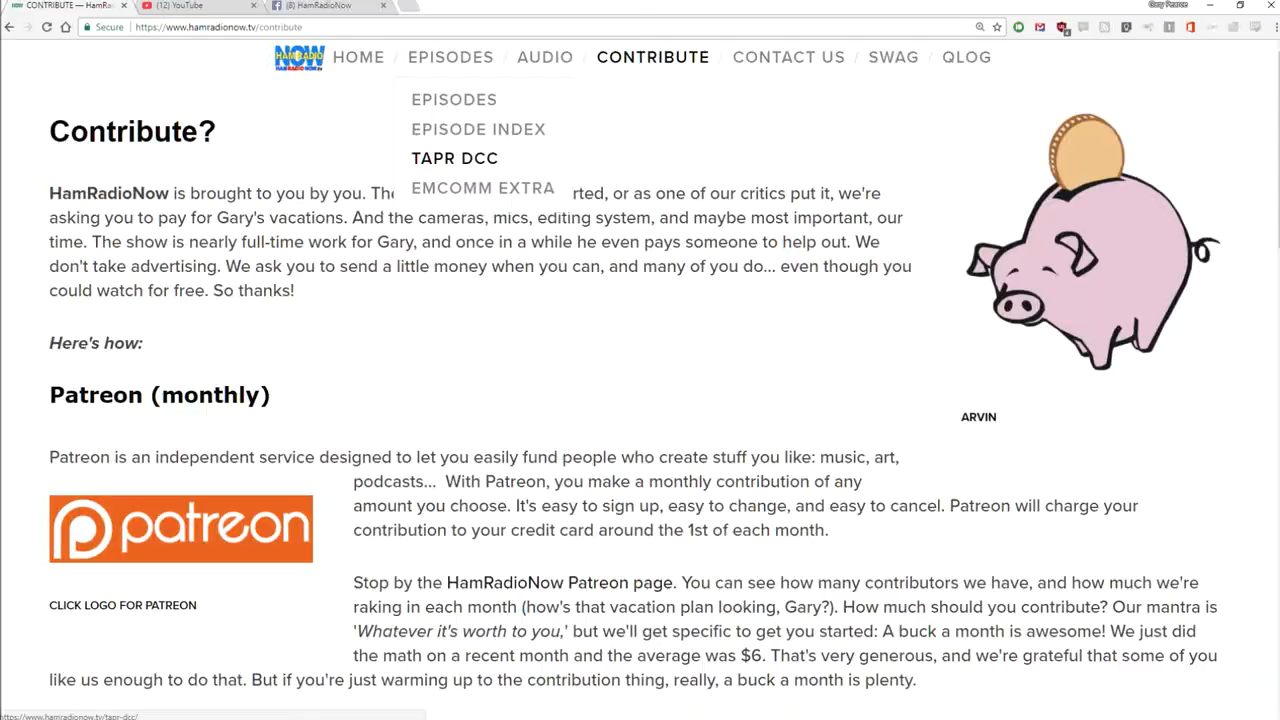 CONTRIBUTE — HamRa
(12) YouTube
(8) HamRadioNow
Gary Pearce
Secure https://www.hamradionow.tv/contribute
NOW HAM RADIO HOME / EPISODES / AUDIO / CONTRIBUTE / CONTACT US / SWAG / QLOG
EPISODES
EPISODE INDEX
TAPR DCC
EMCOMM EXTRA
Contribute?
HamRadioNow is brought to you by you. The rted, or as one of our critics put it, we're
asking you to pay for Gary's vacations. And the cameras, mics, editing system, and maybe most important, our
time. The show is nearly full-time work for Gary, and once in a while he even pays someone to help out. We
don't take advertising. We ask you to send a little money when you can, and many of you do... even though you
could watch for free. So thanks!
Here's how:
Patreon (monthly)
ARVIN
Patreon is an independent service designed to let you easily fund people who create stuff you like: music, art,
podcasts... With Patreon, you make a monthly contribution of any
amount you choose. It's easy to sign up, easy to change, and easy to cancel. Patreon will charge your
contribution to your credit card around the 1st of each month.
patreon
CLICK LOGO FOR PATREON
Stop by the HamRadioNow Patreon page. You can see how many contributors we have, and how much we're
raking in each month (how's that vacation plan looking, Gary?). How much should you contribute? Our mantra is
'Whatever it's worth to you,' but we'll get specific to get you started: A buck a month is awesome! We just did
the math on a recent month and the average was $6. That's very generous, and we're grateful that some of you
like us enough to do that. But if you're just warming up to the contribution thing, really, a buck a month is plenty.
https://www.hamradionow.tv/tapr-dcc/